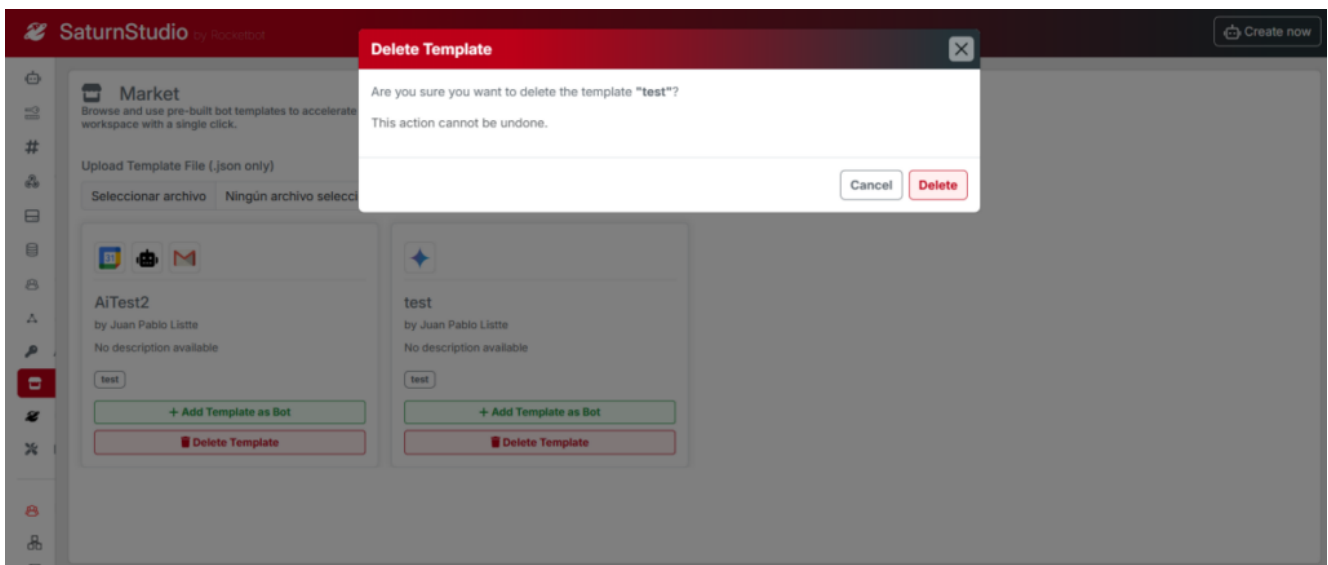 SaturnStudio by Rocketbot
Create now
Delete Template
Are you sure you want to delete the template "test"?
This action cannot be undone.
Cancel
Delete
Market
Browse and use pre-built bot templates to accelerate
workspace with a single click.
Upload Template File (.json only)
Seleccionar archivo Ningún archivo selecci
31
AiTest2
by Juan Pablo Listte
No description available
test
+ Add Template as Bot
Delete Template
test
by Juan Pablo Listte
No description available
test
+ Add Template as Bot
Delete Template